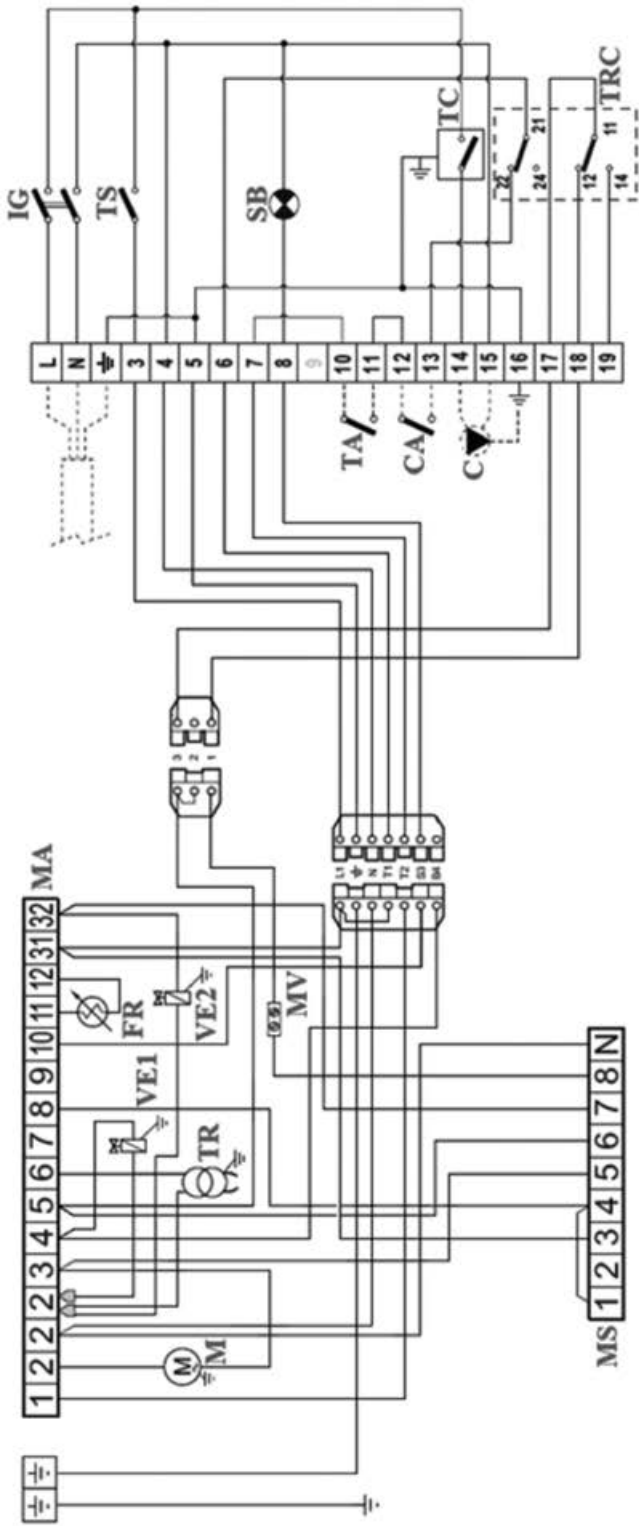 1 2 2 2 3 4 5 6 7 8 9 10 11 12 31 32
MA
FR
VE1
VE2
TR
M
M
MV
MS
1 2 3 4 5 6 7 8 N
3
2
1
L1
N
T1
T2
S3
B4
L
N
3
4
5
6
7
8
9
10
11
12
13
14
15
16
17
18
19
IG
TS
SB
TA
CA
C
TC
22
21
24
12
11
14
TRC